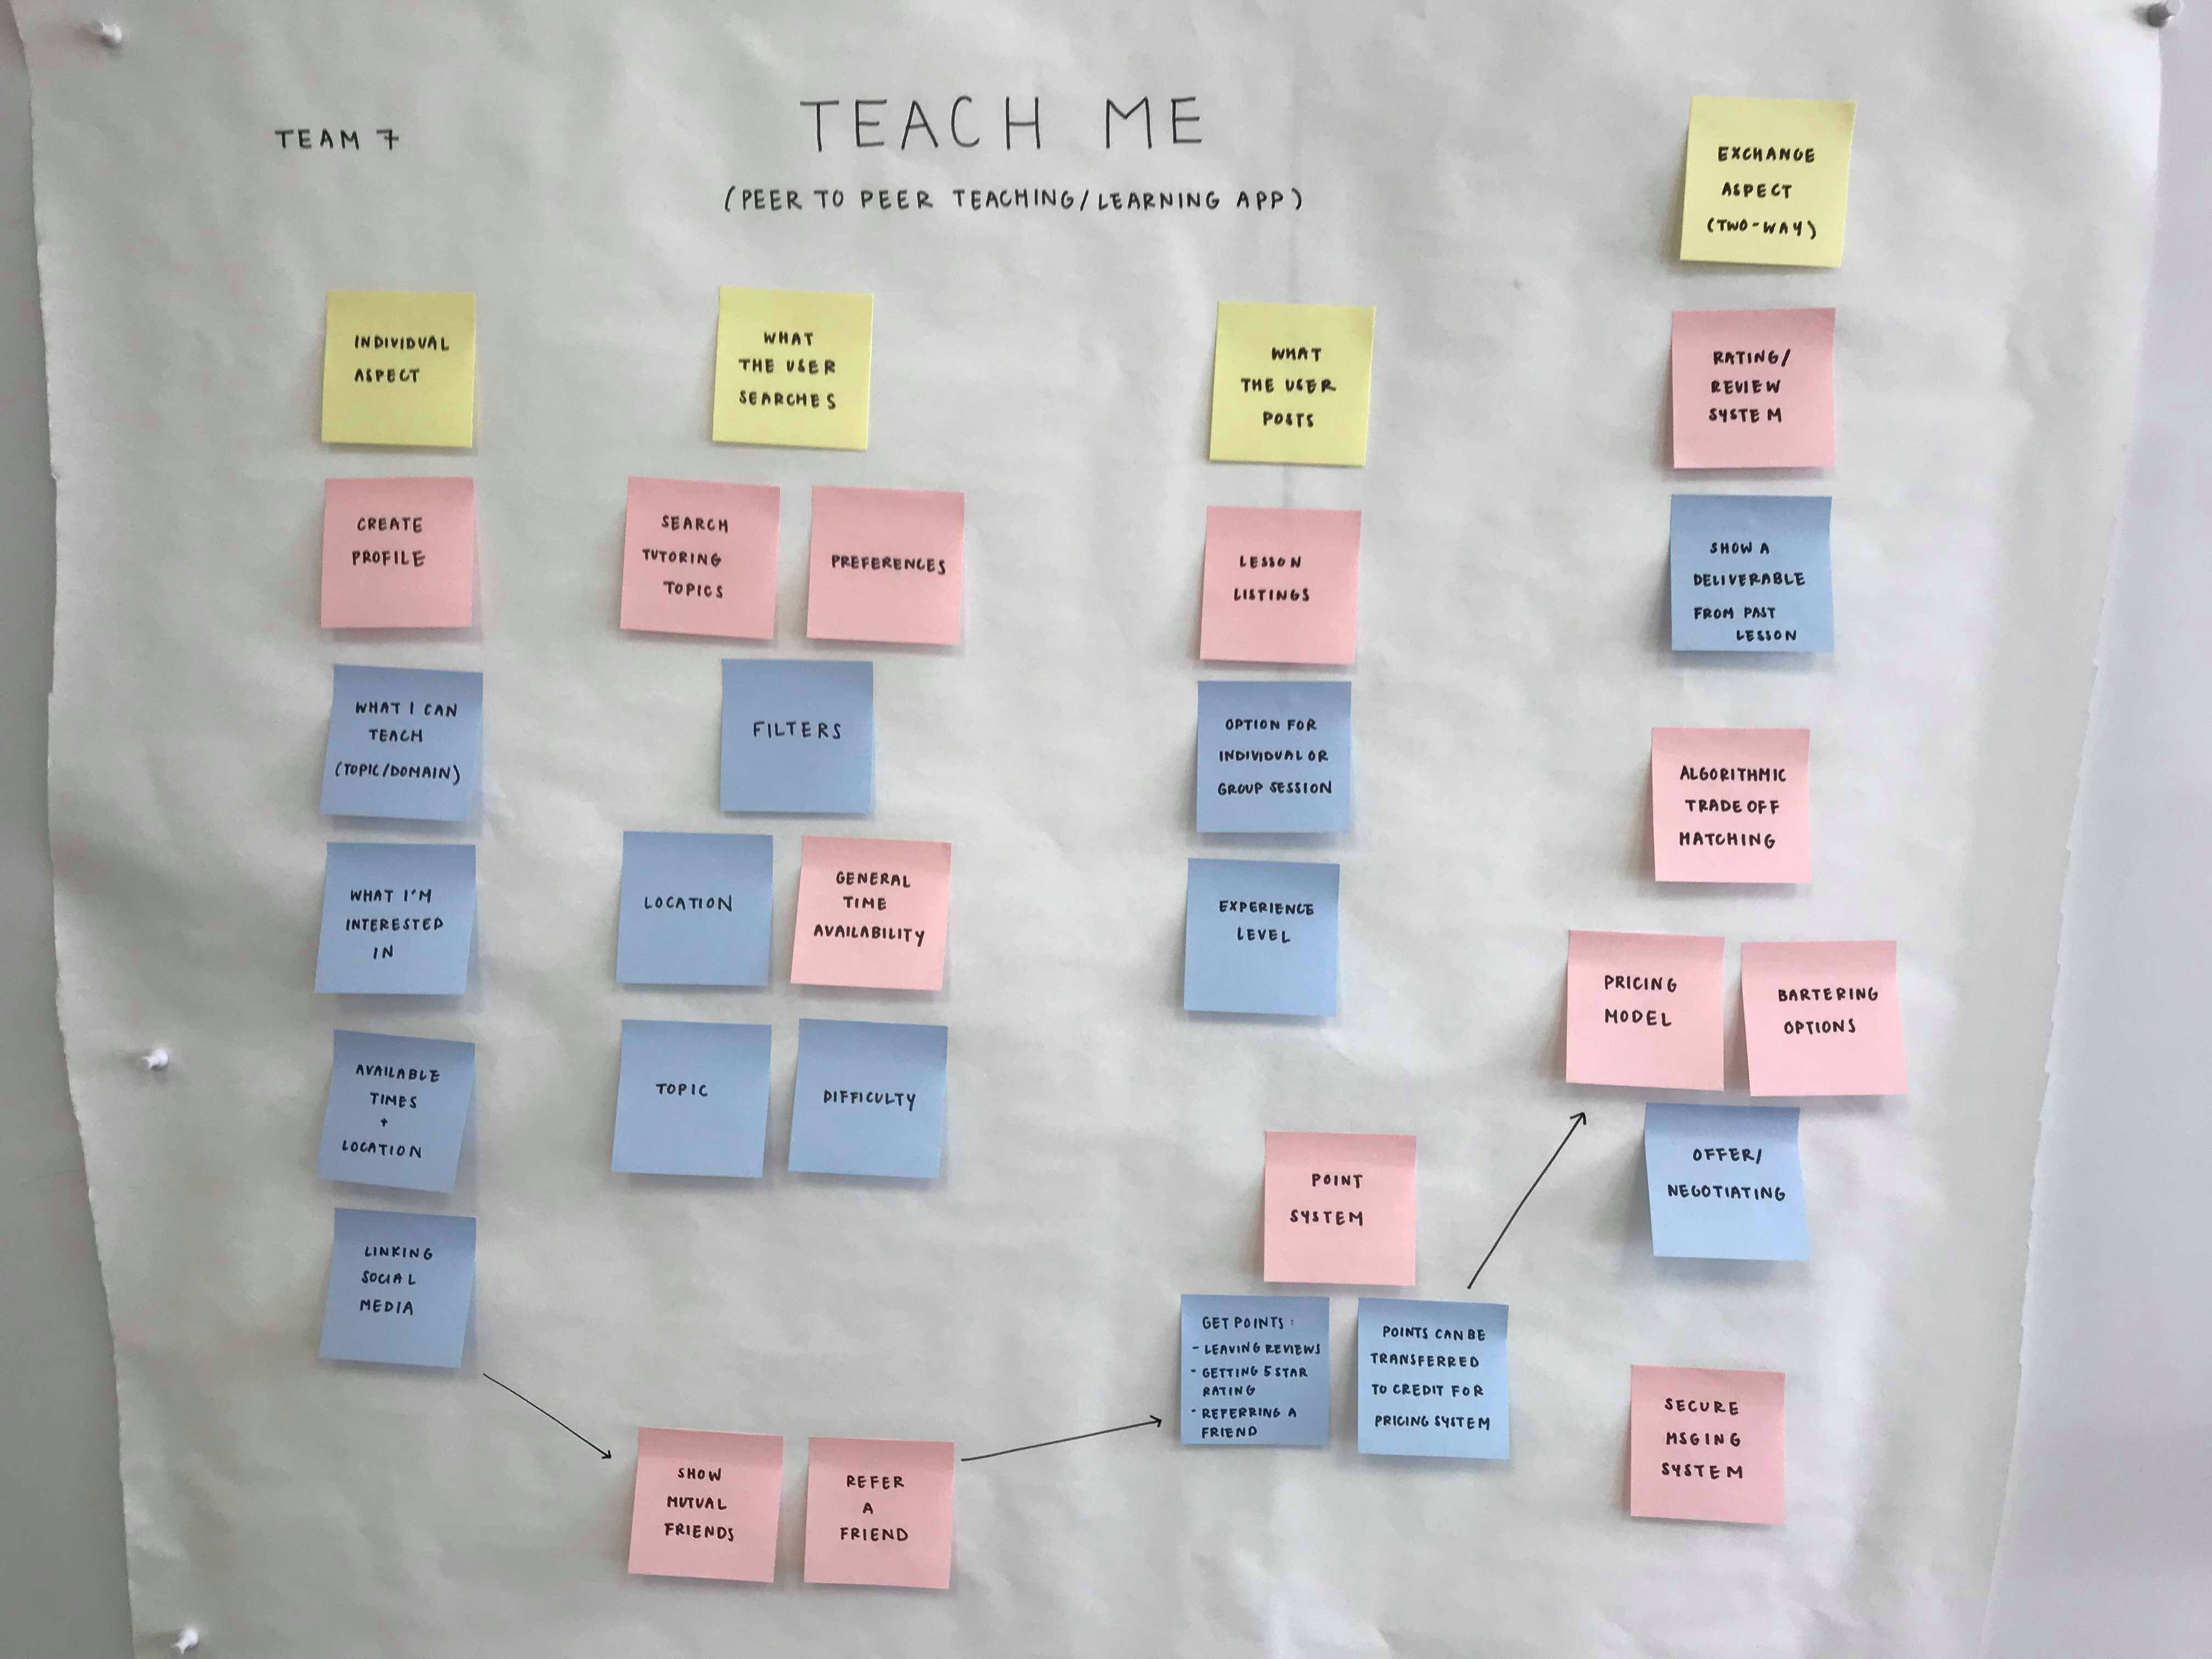 TEAM 7
TEACH ME
(PEER TO PEER TEACHING/LEARNING APP)
INDIVIDUAL
ASPECT
CREATE
PROFILE
WHAT I CAN
TEACH
(TOPIC/DOMAIN)
WHAT I'M
INTERESTED
IN
AVAILABLE
TIMES
+
LOCATION
LINKING
SOCIAL
MEDIA
WHAT
THE USER
SEARCHES
SEARCH
TUTORING
TOPICS
PREFERENCES
FILTERS
LOCATION
GENERAL
TIME
AVAILABILITY
TOPIC
DIFFICULTY
SHOW
MUTUAL
FRIENDS
REFER
A
FRIEND
WHAT
THE USER
POSTS
LESSON
LISTINGS
OPTION FOR
INDIVIDUAL OR
GROUP SESSION
EXPERIENCE
LEVEL
POINT
SYSTEM
GET POINTS:
- LEAVING REVIEWS
- GETTING 5 STAR
RATING
- REFERRING A
FRIEND
POINTS CAN BE
TRANSFERRED
TO CREDIT FOR
PRICING SYSTEM
EXCHANGE
ASPECT
(TWO-WAY)
RATING/
REVIEW
SYSTEM
SHOW A
DELIVERABLE
FROM PAST
LESSON
ALGORITHMIC
TRADE OFF
MATCHING
PRICING
MODEL
BARTERING
OPTIONS
OFFER/
NEGOTIATING
SECURE
MSGING
SYSTEM